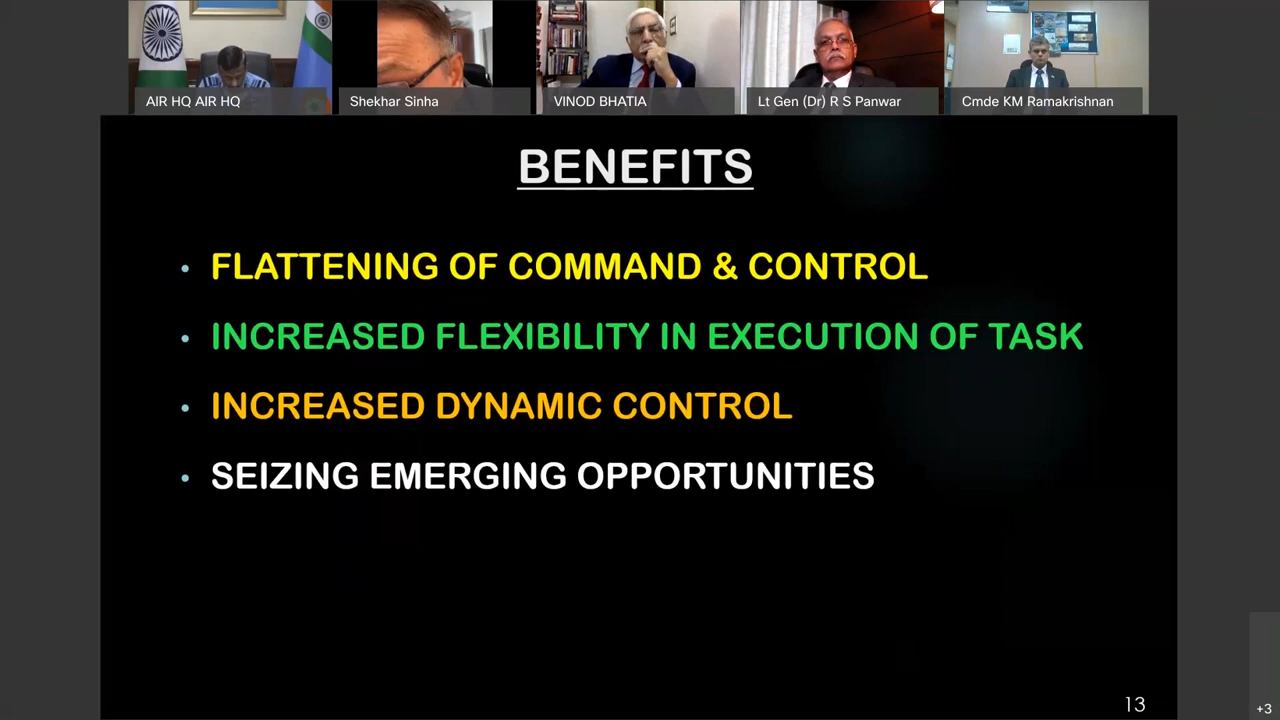 AIR HQ AIR HQ
Shekhar Sinha
VINOD BHATIA
Lt Gen (Dr) R S Panwar
Cmde KM Ramakrishnan
BENEFITS
• FLATTENING OF COMMAND & CONTROL
• INCREASED FLEXIBILITY IN EXECUTION OF TASK
• INCREASED DYNAMIC CONTROL
• SEIZING EMERGING OPPORTUNITIES
13
+3